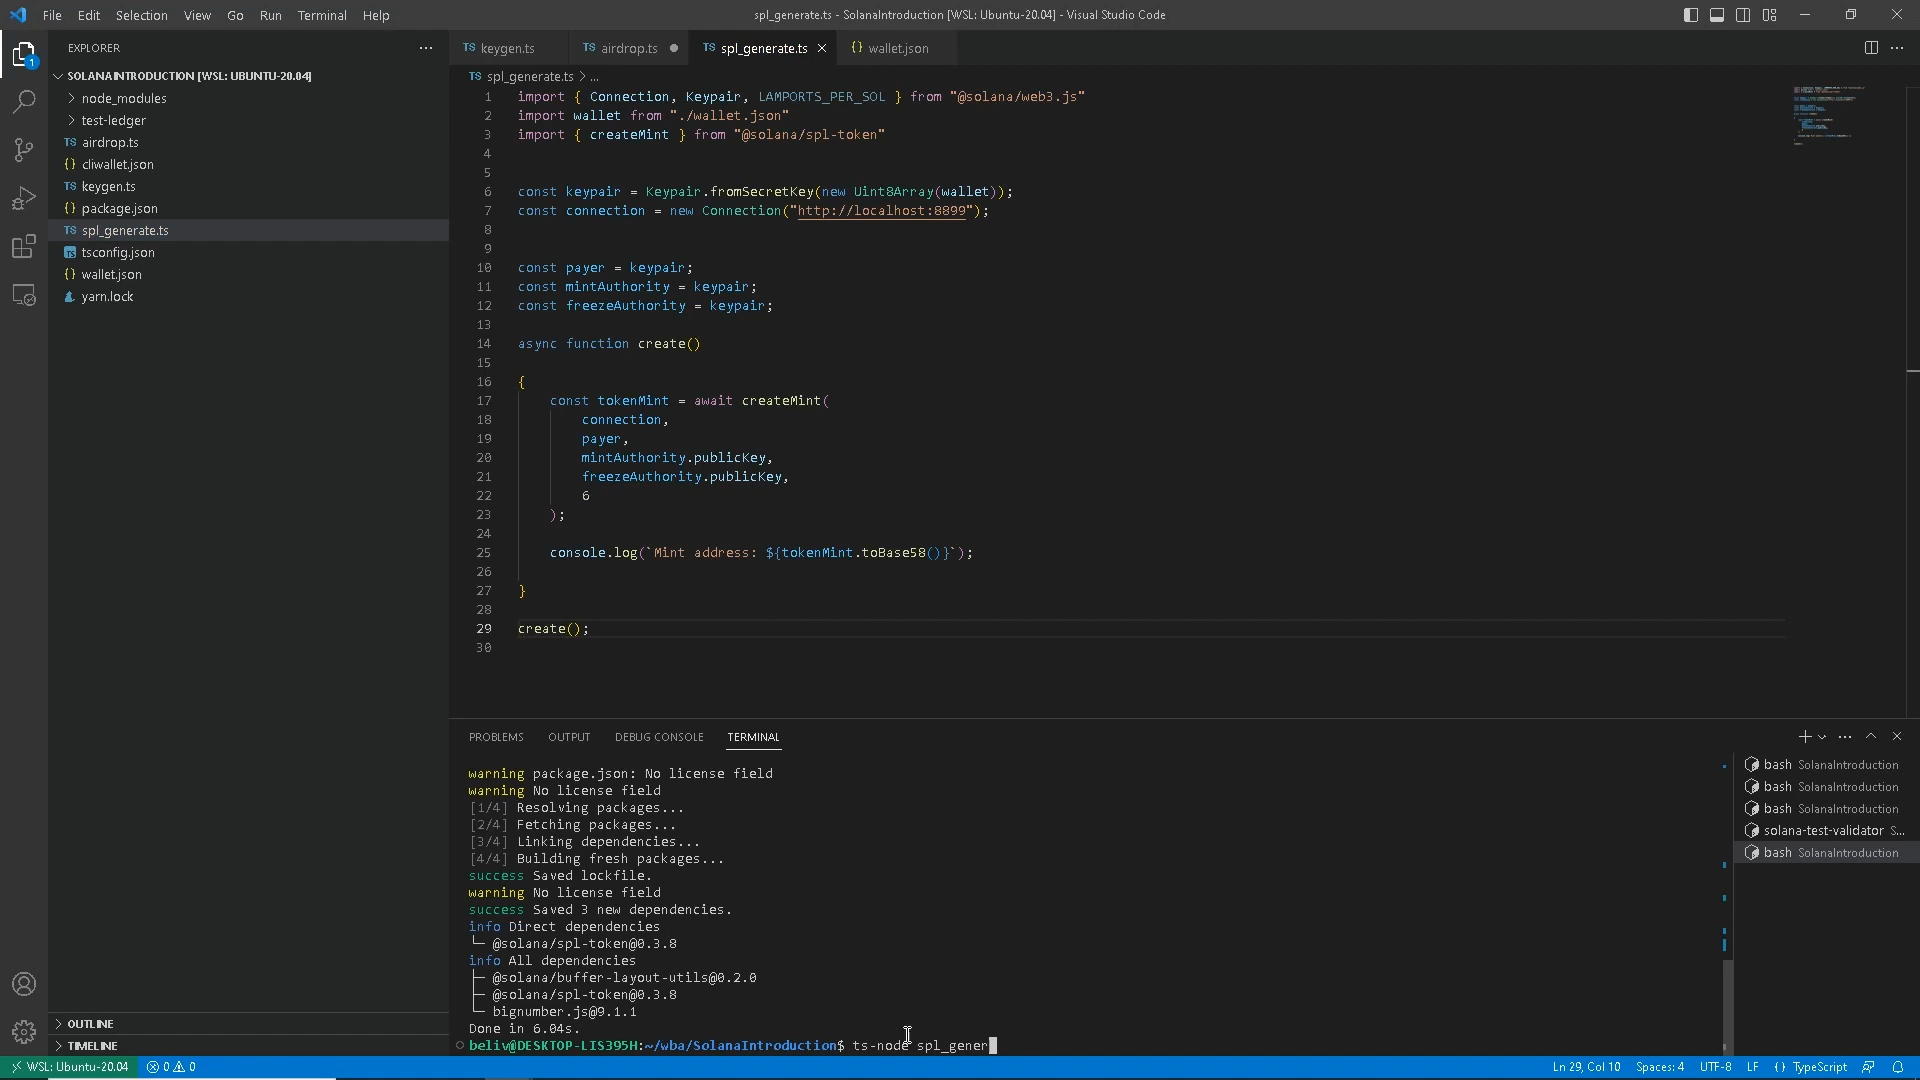 File Edit Selection View Go Run Terminal Help
spl_generate.ts - SolanaIntroduction [WSL: Ubuntu-20.04] - Visual Studio Code
EXPLORER
1
SOLANAINTRODUCTION [WSL: UBUNTU-20.04]
node_modules
test-ledger
TS airdrop.ts
{} cliwallet.json
TS keygen.ts
{} package.json
TS spl_generate.ts
TS tsconfig.json
{} wallet.json
yarn.lock
OUTLINE
TIMELINE
TS keygen.ts TS airdrop.ts TS spl_generate.ts {} wallet.json
TS spl_generate.ts > ...
1 import { Connection, Keypair, LAMPORTS_PER_SOL } from "@solana/web3.js"
2 import wallet from "./wallet.json"
3 import { createMint } from "@solana/spl-token"
4
5
6 const keypair = Keypair.fromSecretKey(new Uint8Array(wallet));
7 const connection = new Connection("http://localhost:8899");
8
9
10 const payer = keypair;
11 const mintAuthority = keypair;
12 const freezeAuthority = keypair;
13
14 async function create()
15
16 {
17 const tokenMint = await createMint(
18 connection,
19 payer,
20 mintAuthority.publicKey,
21 freezeAuthority.publicKey,
22 6
23 );
24
25 console.log(`Mint address: ${tokenMint.toBase58()}`);
26
27 }
28
29 create();
30
PROBLEMS OUTPUT DEBUG CONSOLE TERMINAL
warning package.json: No license field
warning No license field
[1/4] Resolving packages...
[2/4] Fetching packages...
[3/4] Linking dependencies...
[4/4] Building fresh packages...
success Saved lockfile.
warning No license field
success Saved 3 new dependencies.
info Direct dependencies
└─ @solana/spl-token@0.3.8
info All dependencies
├─ @solana/buffer-layout-utils@0.2.0
├─ @solana/spl-token@0.3.8
└─ bignumber.js@9.1.1
Done in 6.04s.
beliv@DESKTOP-LIS395H:~/wba/SolanaIntroduction$ ts-node spl_gener
bash SolanaIntroduction
bash SolanaIntroduction
bash SolanaIntroduction
solana-test-validator S...
bash SolanaIntroduction
WSL: Ubuntu-20.04 0 0 Ln 29, Col 10 Spaces: 4 UTF-8 LF {} TypeScript